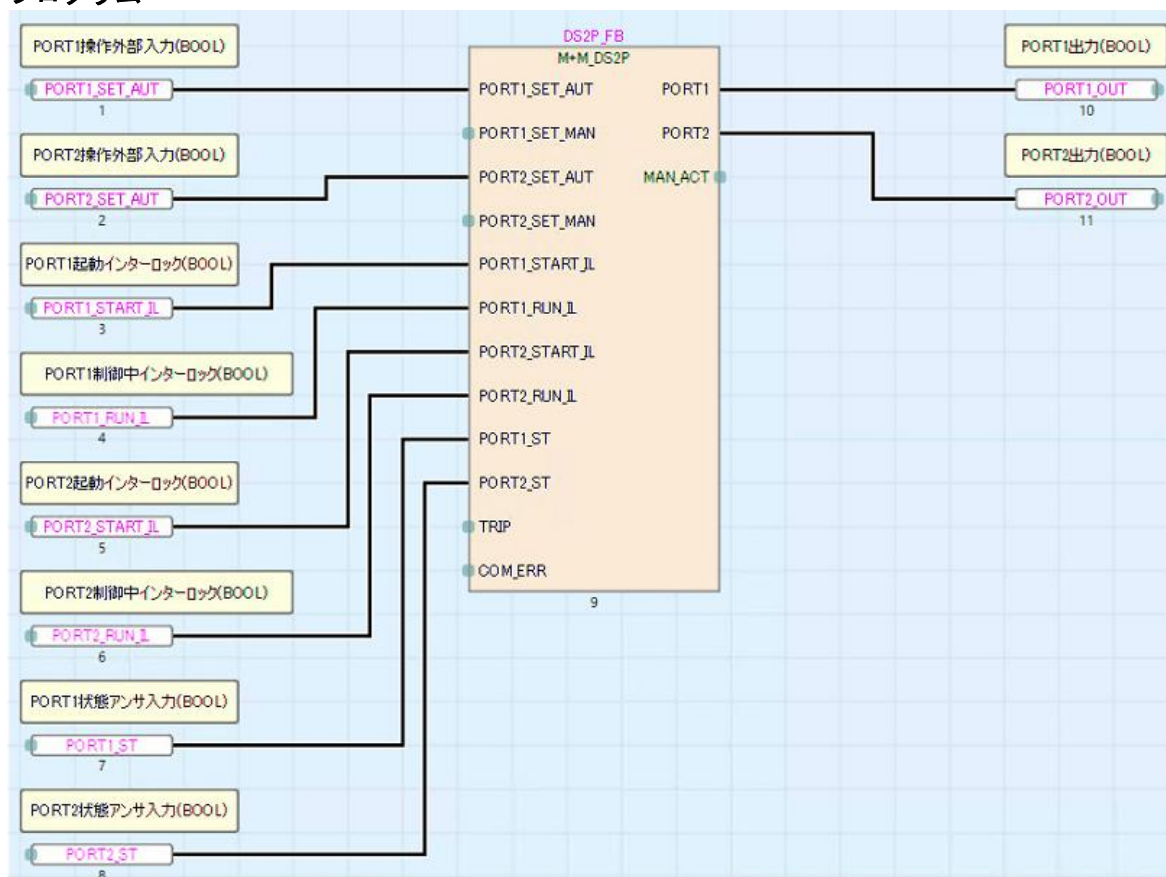 PORT1操作外部入力(BOOL)
PORT1_SET_AUT
1
PORT2操作外部入力(BOOL)
PORT2_SET_AUT
2
PORT1起動インターロック(BOOL)
PORT1_START_IL
3
PORT1制御中インターロック(BOOL)
PORT1_RUN_IL
4
PORT2起動インターロック(BOOL)
PORT2_START_IL
5
PORT2制御中インターロック(BOOL)
PORT2_RUN_IL
6
PORT1状態アンサ入力(BOOL)
PORT1_ST
7
PORT2状態アンサ入力(BOOL)
PORT2_ST
8
DS2P_FB
M+M_DS2P
PORT1_SET_AUT PORT1
PORT1_SET_MAN PORT2
PORT2_SET_AUT MAN_ACT
PORT2_SET_MAN
PORT1_START_IL
PORT1_RUN_IL
PORT2_START_IL
PORT2_RUN_IL
PORT1_ST
PORT2_ST
TRIP
COM_ERR
9
PORT1出力(BOOL)
PORT1_OUT
10
PORT2出力(BOOL)
PORT2_OUT
11